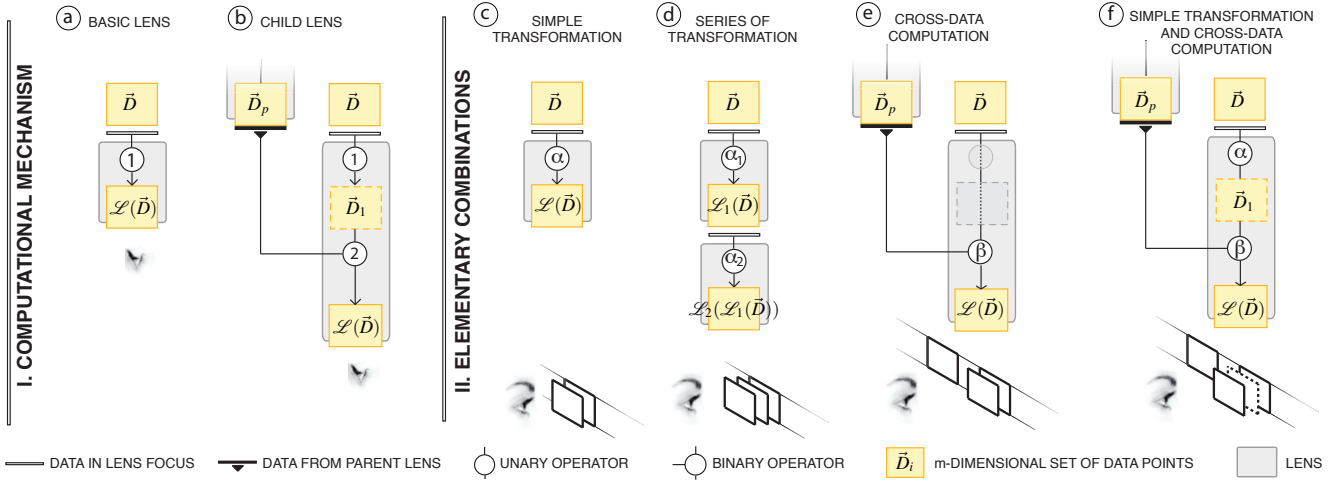 I. COMPUTATIONAL MECHANISM
a BASIC LENS
D⃗
1
ℒ(D⃗)
b CHILD LENS
D⃗p
D⃗
1
D⃗1
2
ℒ(D⃗)
II. ELEMENTARY COMBINATIONS
c
SIMPLE
TRANSFORMATION
D⃗
α
ℒ(D⃗)
d
SERIES OF
TRANSFORMATION
D⃗
α1
ℒ1(D⃗)
α2
ℒ2(ℒ1(D⃗))
e
CROSS-DATA
COMPUTATION
D⃗p
D⃗
β
ℒ(D⃗)
f
SIMPLE TRANSFORMATION
AND CROSS-DATA
COMPUTATION
D⃗p
D⃗
α
D⃗1
β
ℒ(D⃗)
DATA IN LENS FOCUS
DATA FROM PARENT LENS
UNARY OPERATOR
BINARY OPERATOR
D⃗i
m-DIMENSIONAL SET OF DATA POINTS
LENS